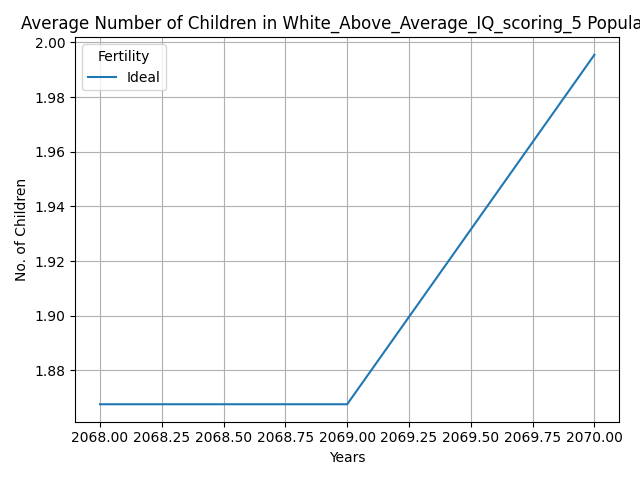 Average Number of Children in White_Above_Average_IQ_scoring_5 Popula
2.00
Fertility
Ideal
1.98
1.96
1.94
1.92
1.90
1.88
No. of Children
2068.00 2068.25 2068.50 2068.75 2069.00 2069.25 2069.50 2069.75 2070.00
Years